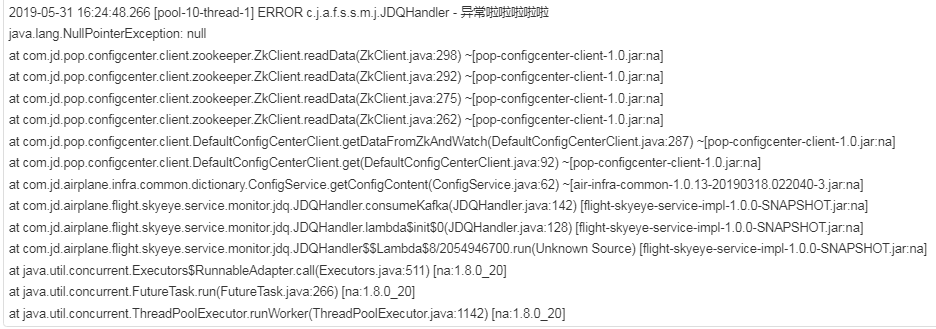 2019-05-31 16:24:48.266 [pool-10-thread-1] ERROR c.j.a.f.s.s.m.j.JDQHandler - 异常啦啦啦啦啦
java.lang.NullPointerException: null
at com.jd.pop.configcenter.client.zookeeper.ZkClient.readData(ZkClient.java:298) ~[pop-configcenter-client-1.0.jar:na]
at com.jd.pop.configcenter.client.zookeeper.ZkClient.readData(ZkClient.java:292) ~[pop-configcenter-client-1.0.jar:na]
at com.jd.pop.configcenter.client.zookeeper.ZkClient.readData(ZkClient.java:275) ~[pop-configcenter-client-1.0.jar:na]
at com.jd.pop.configcenter.client.zookeeper.ZkClient.readData(ZkClient.java:262) ~[pop-configcenter-client-1.0.jar:na]
at com.jd.pop.configcenter.client.DefaultConfigCenterClient.getDataFromZkAndWatch(DefaultConfigCenterClient.java:287) ~[pop-configcenter-client-1.0.jar:na]
at com.jd.pop.configcenter.client.DefaultConfigCenterClient.get(DefaultConfigCenterClient.java:92) ~[pop-configcenter-client-1.0.jar:na]
at com.jd.airplane.infra.common.dictionary.ConfigService.getConfigContent(ConfigService.java:62) ~[air-infra-common-1.0.13-20190318.022040-3.jar:na]
at com.jd.airplane.flight.skyeye.service.monitor.jdq.JDQHandler.consumeKafka(JDQHandler.java:142) [flight-skyeye-service-impl-1.0.0-SNAPSHOT.jar:na]
at com.jd.airplane.flight.skyeye.service.monitor.jdq.JDQHandler.lambda$init$0(JDQHandler.java:128) [flight-skyeye-service-impl-1.0.0-SNAPSHOT.jar:na]
at com.jd.airplane.flight.skyeye.service.monitor.jdq.JDQHandler$$Lambda$8/2054946700.run(Unknown Source) [flight-skyeye-service-impl-1.0.0-SNAPSHOT.jar:na]
at java.util.concurrent.Executors$RunnableAdapter.call(Executors.java:511) [na:1.8.0_20]
at java.util.concurrent.FutureTask.run(FutureTask.java:266) [na:1.8.0_20]
at java.util.concurrent.ThreadPoolExecutor.runWorker(ThreadPoolExecutor.java:1142) [na:1.8.0_20]